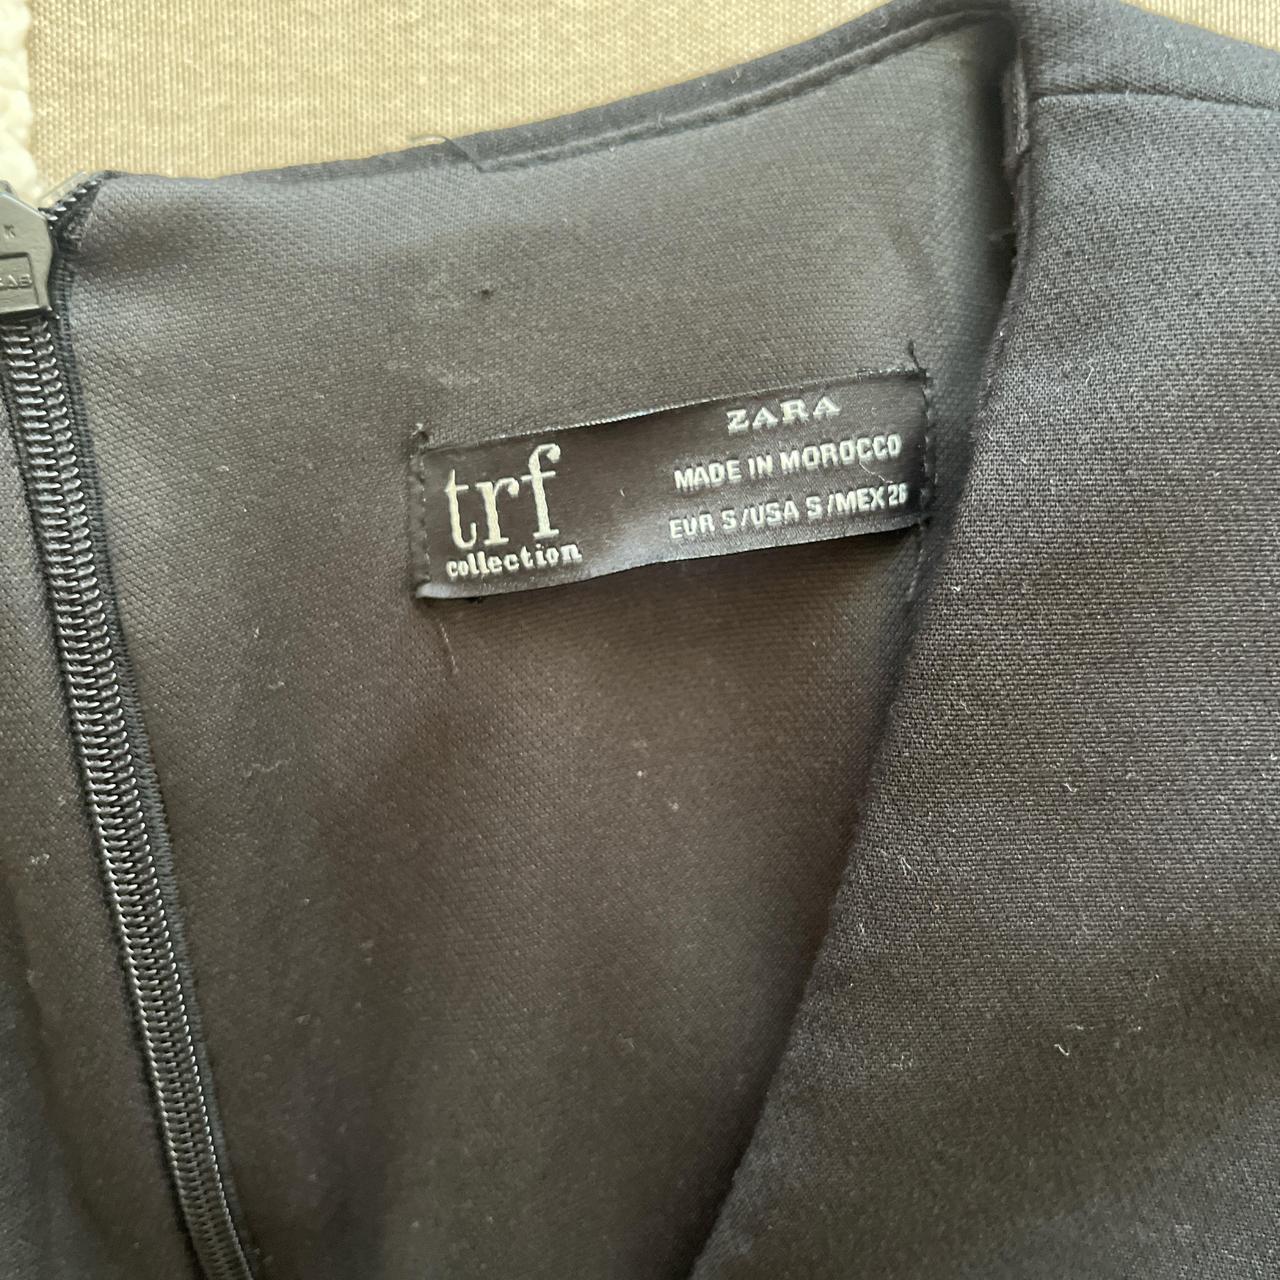 trf
collection
ZARA
MADE IN MOROCCO
EUR S/USA S/MEX 26